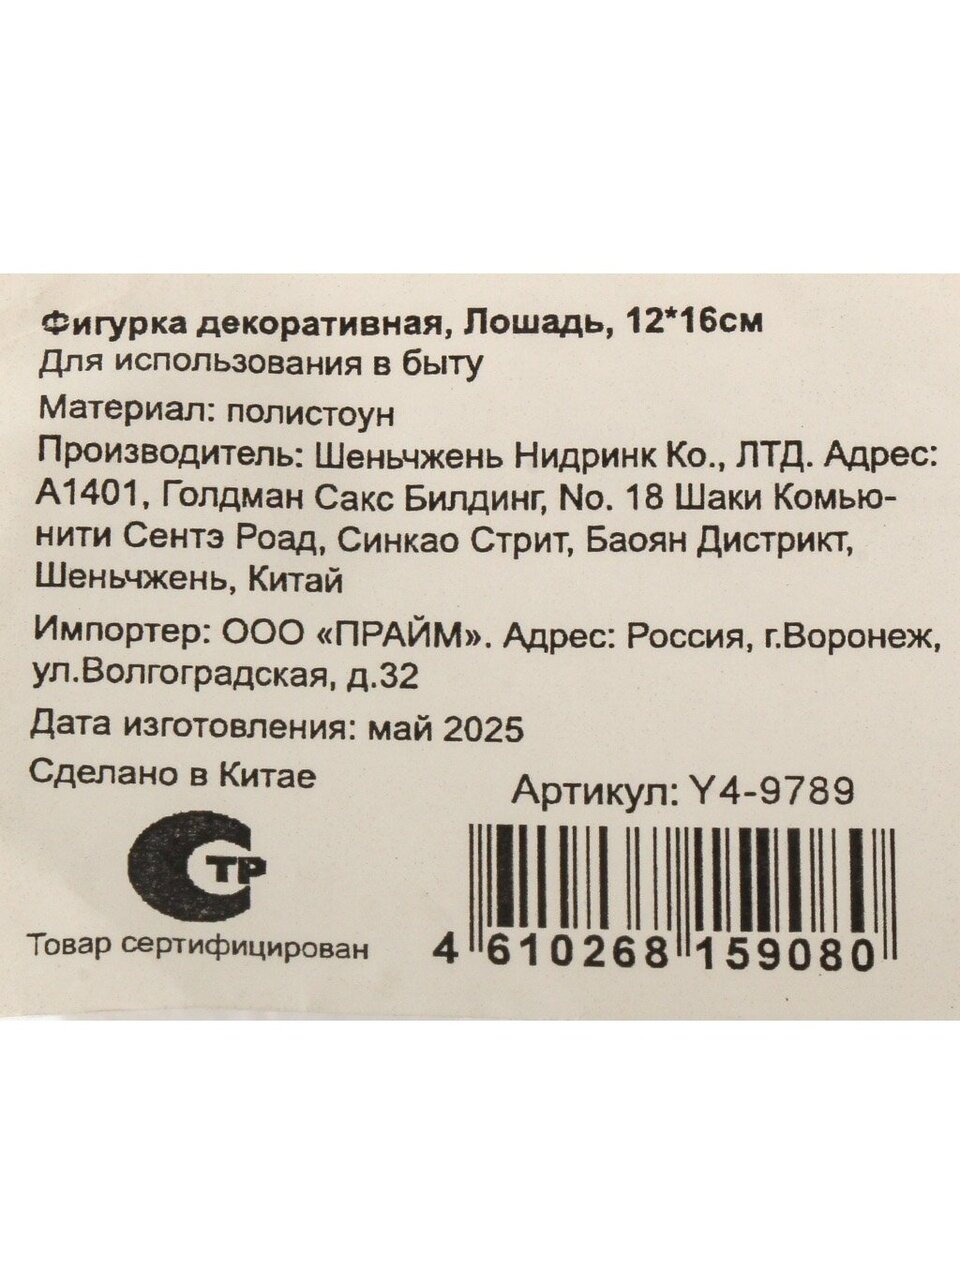 Фигурка декоративная, Лошадь, 12*16см
Для использования в быту
Материал: полистоун
Производитель: Шеньчжень Нидринк Ко., ЛТД. Адрес:
А1401, Голдман Сакс Билдинг, No. 18 Шаки Комью-
нити Сентэ Роад, Синкао Стрит, Баоян Дистрикт,
Шеньчжень, Китай
Импортер: ООО «ПРАЙМ». Адрес: Россия, г.Воронеж,
ул.Волгоградская, д.32
Дата изготовления: май 2025
Сделано в Китае
Артикул: Y4-9789
СТР
Товар сертифицирован
4 610268 159080